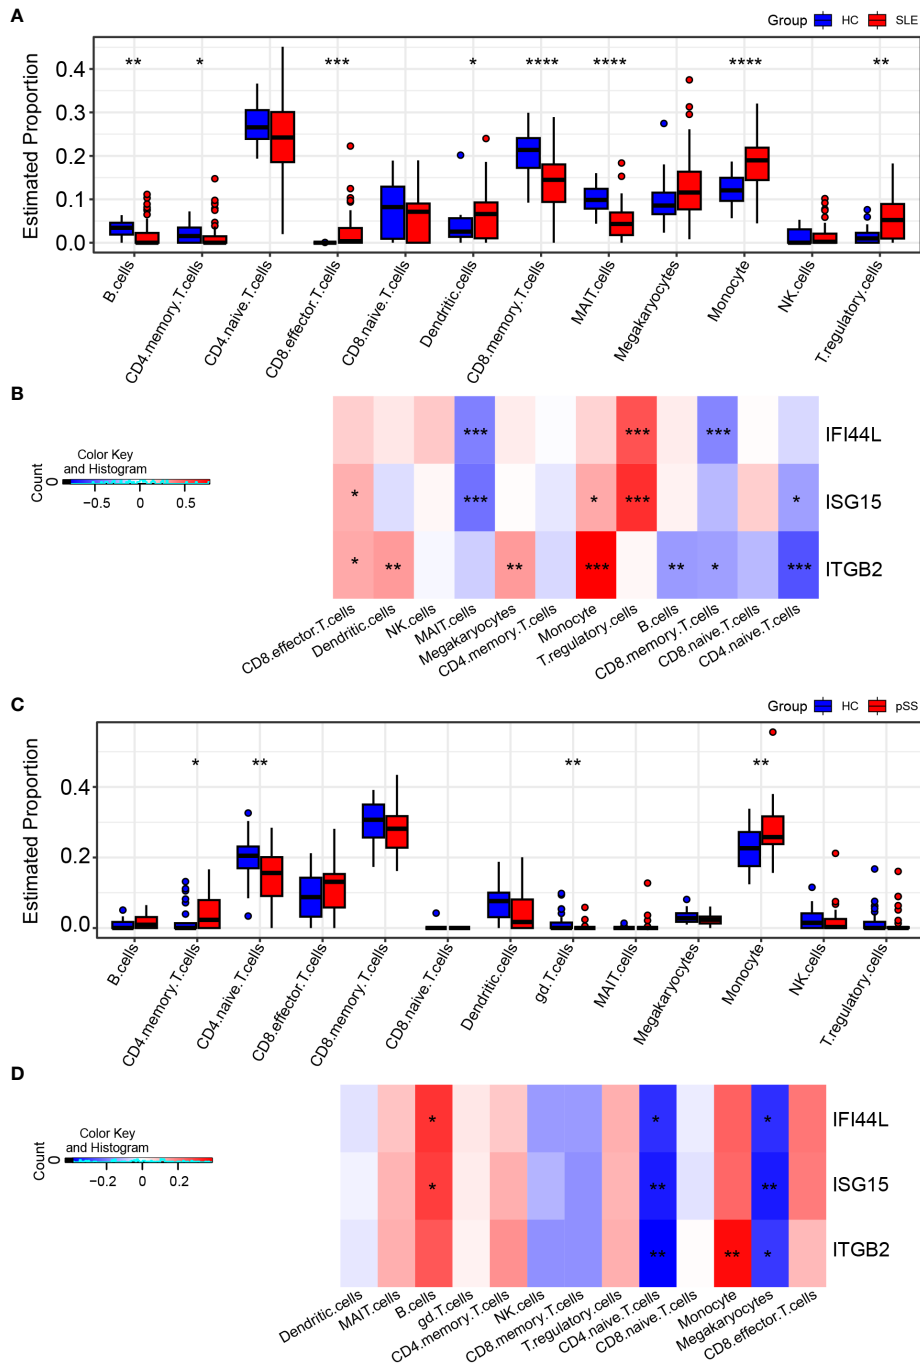 A
Group HC SLE
** * *** * **** **** **** **
Estimated Proportion
0.4
0.3
0.2
0.1
0.0
B.cells
CD4.memory.T.cells
CD4.naive.T.cells
CD8.effector.T.cells
CD8.naive.T.cells
Dendritic.cells
CD8.memory.T.cells
MAIT.cells
Megakaryocytes
Monocyte
NK.cells
T.regulatory.cells
B
Color Key
and Histogram
Count
0
−0.5 0 0.5
*** *** *** IFI44L
* *** * *** * ISG15
* ** ** *** ** * *** ITGB2
CD8.effector.T.cells
Dendritic.cells
NK.cells
MAIT.cells
Megakaryocytes
CD4.memory.T.cells
Monocyte
T.regulatory.cells
B.cells
CD8.memory.T.cells
CD8.naive.T.cells
CD4.naive.T.cells
C
Group HC pSS
* ** ** **
Estimated Proportion
0.4
0.2
0.0
B.cells
CD4.memory.T.cells
CD4.naive.T.cells
CD8.effector.T.cells
CD8.memory.T.cells
CD8.naive.T.cells
Dendritic.cells
gd.T.cells
MAIT.cells
Megakaryocytes
Monocyte
NK.cells
T.regulatory.cells
D
Color Key
and Histogram
Count
0
−0.2 0 0.2
* * * IFI44L
* ** ** ISG15
** ** * ITGB2
Dendritic.cells
MAIT.cells
B.cells
gd.T.cells
CD4.memory.T.cells
NK.cells
CD8.memory.T.cells
T.regulatory.cells
CD4.naive.T.cells
CD8.naive.T.cells
Monocyte
Megakaryocytes
CD8.effector.T.cells